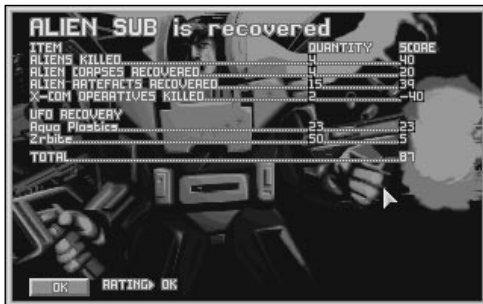 ALIEN SUB is recovered
ITEM QUANTITY SCORE
ALIENS KILLED 4 40
ALIEN CORPSES RECOVERED 4 20
ALIEN ARTEFACTS RECOVERED 15 39
X-COM OPERATIVES KILLED 2 -40
UFO RECOVERY
Aqua Plastics 23 23
Zrbite 50 5
TOTAL 87
OK RATING> OK